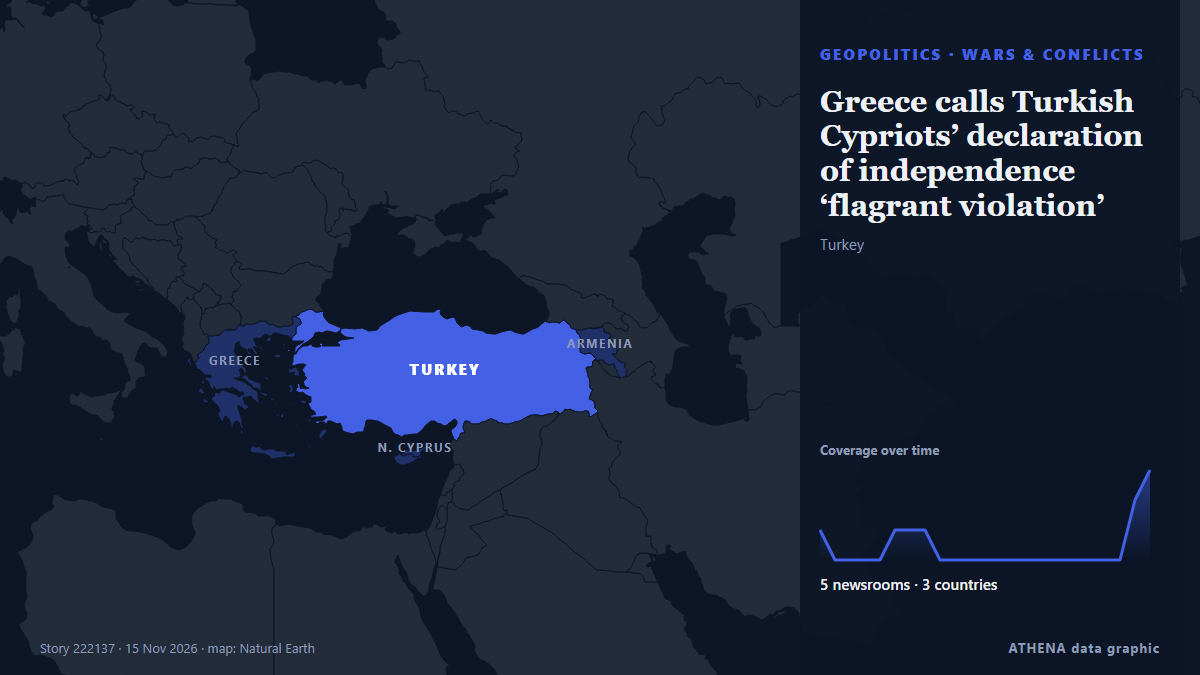 GEOPOLITICS · WARS & CONFLICTS
Greece calls Turkish
Cypriots’ declaration
of independence
‘flagrant violation’
Turkey
ARMENIA
GREECE
TURKEY
N. CYPRUS
Coverage over time
5 newsrooms · 3 countries
Story 222137 · 15 Nov 2026 · map: Natural Earth
ATHENA data graphic